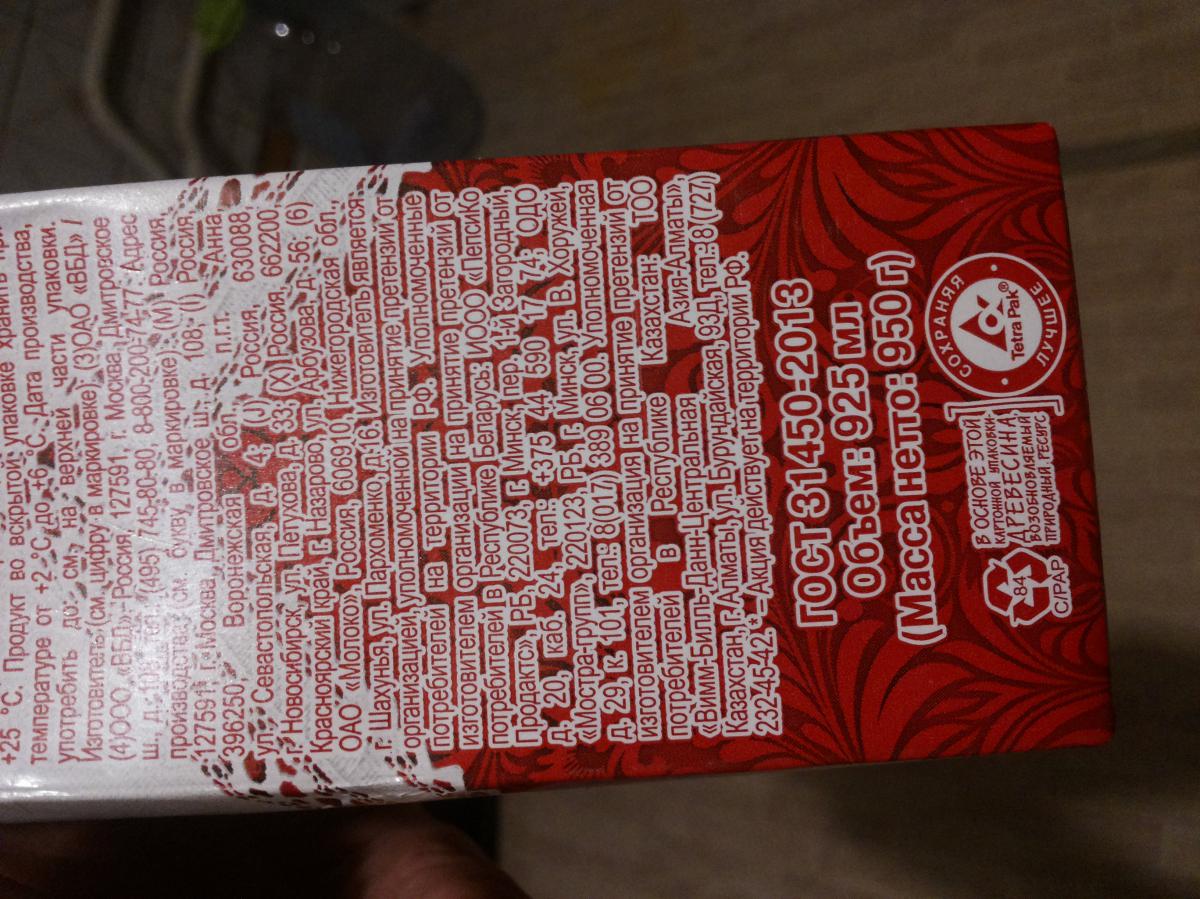 +25 °С. Продукт во вскрытой упаковке хранить при
температуре от +2 °С до +6 °С. Дата производства,
употребить до: см. на верхней части упаковки.
Изготовитель (см. цифру в маркировке): (3)ОАО «ВБД» /
(4)ООО «ВБД», Россия, 127591, г. Москва, Дмитровское
ш., д. 108, (495) 745-80-80, 8-800-200-74-77. Адрес
производства (см. букву в маркировке): (М) Россия,
127591, г. Москва, Дмитровское ш., д. 108; (I) Россия,
396250, Воронежская обл., п.г.т. Анна,
ул. Севастопольская, д. 4; (J) Россия, 630088,
г. Новосибирск, ул. Петухова, д. 33; (X)Россия, 662200,
Красноярский край, г. Назарово, ул. Арбузова, д. 56; (6)
ОАО «Молоко», Россия, 606910, Нижегородская обл.,
г. Шахунья, ул. Пархоменко, д. 16. Изготовитель является
организацией, уполномоченной на принятие претензий от
потребителей на территории РФ. Уполномоченные
изготовителем организации на принятие претензий от
потребителей в Республике Беларусь: ИООО «Пепсико
Продактс», РБ, 220073, г. Минск, пер. 1-й Загородный,
д. 20, каб. 24, тел.: +375 44 590 17 47; ОДО
«Мостра-групп», 220123, РБ, г. Минск, ул. В. Хоружей,
д. 29, к. 101, тел.: 8(017) 389 06 00. Уполномоченная
изготовителем организация на принятие претензий от
потребителей в Республике Казахстан: ТОО
«Вимм-Билль-Данн-Центральная Азия-Алматы»,
Казахстан, г. Алматы, ул. Бурундайская, 93Д, тел.: 8(727)
232-45-42 *-Акция действует на территории РФ.
ГОСТ 31450-2013
Объем: 925 мл
(Масса нетто: 950 г)
СОХРАНЯЯ
ЛУЧШЕЕ
Tetra Pak®
В ОСНОВЕ ЭТОЙ
КАРТОННОЙ УПАКОВКИ
ДРЕВЕСИНА,
ВОЗОБНОВЛЯЕМЫЙ
ПРИРОДНЫЙ РЕСУРС
84
C/PAP